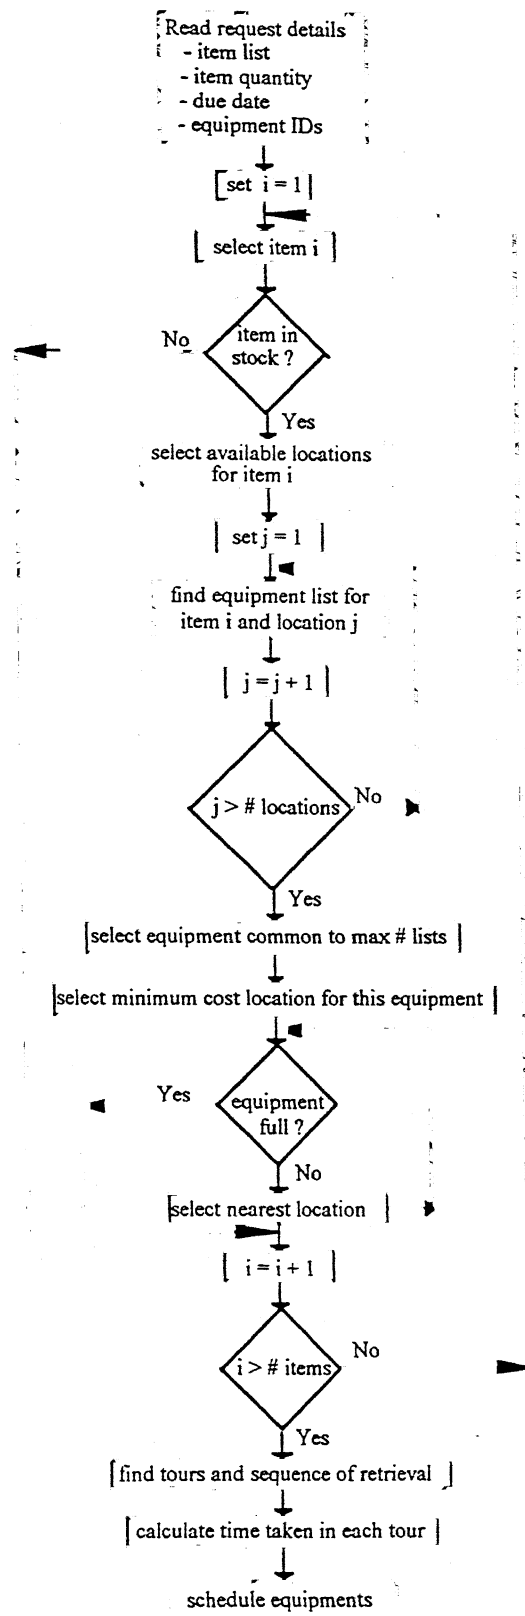 Read request details
- item list
- item quantity
- due date
- equipment IDs
set i = 1
select item i
No
item in
stock ?
Yes
select available locations
for item i
set j = 1
find equipment list for
item i and location j
j = j + 1
j > # locations
No
Yes
select equipment common to max # lists
select minimum cost location for this equipment
Yes
equipment
full ?
No
select nearest location
i = i + 1
i > # items
No
Yes
find tours and sequence of retrieval
calculate time taken in each tour
schedule equipments